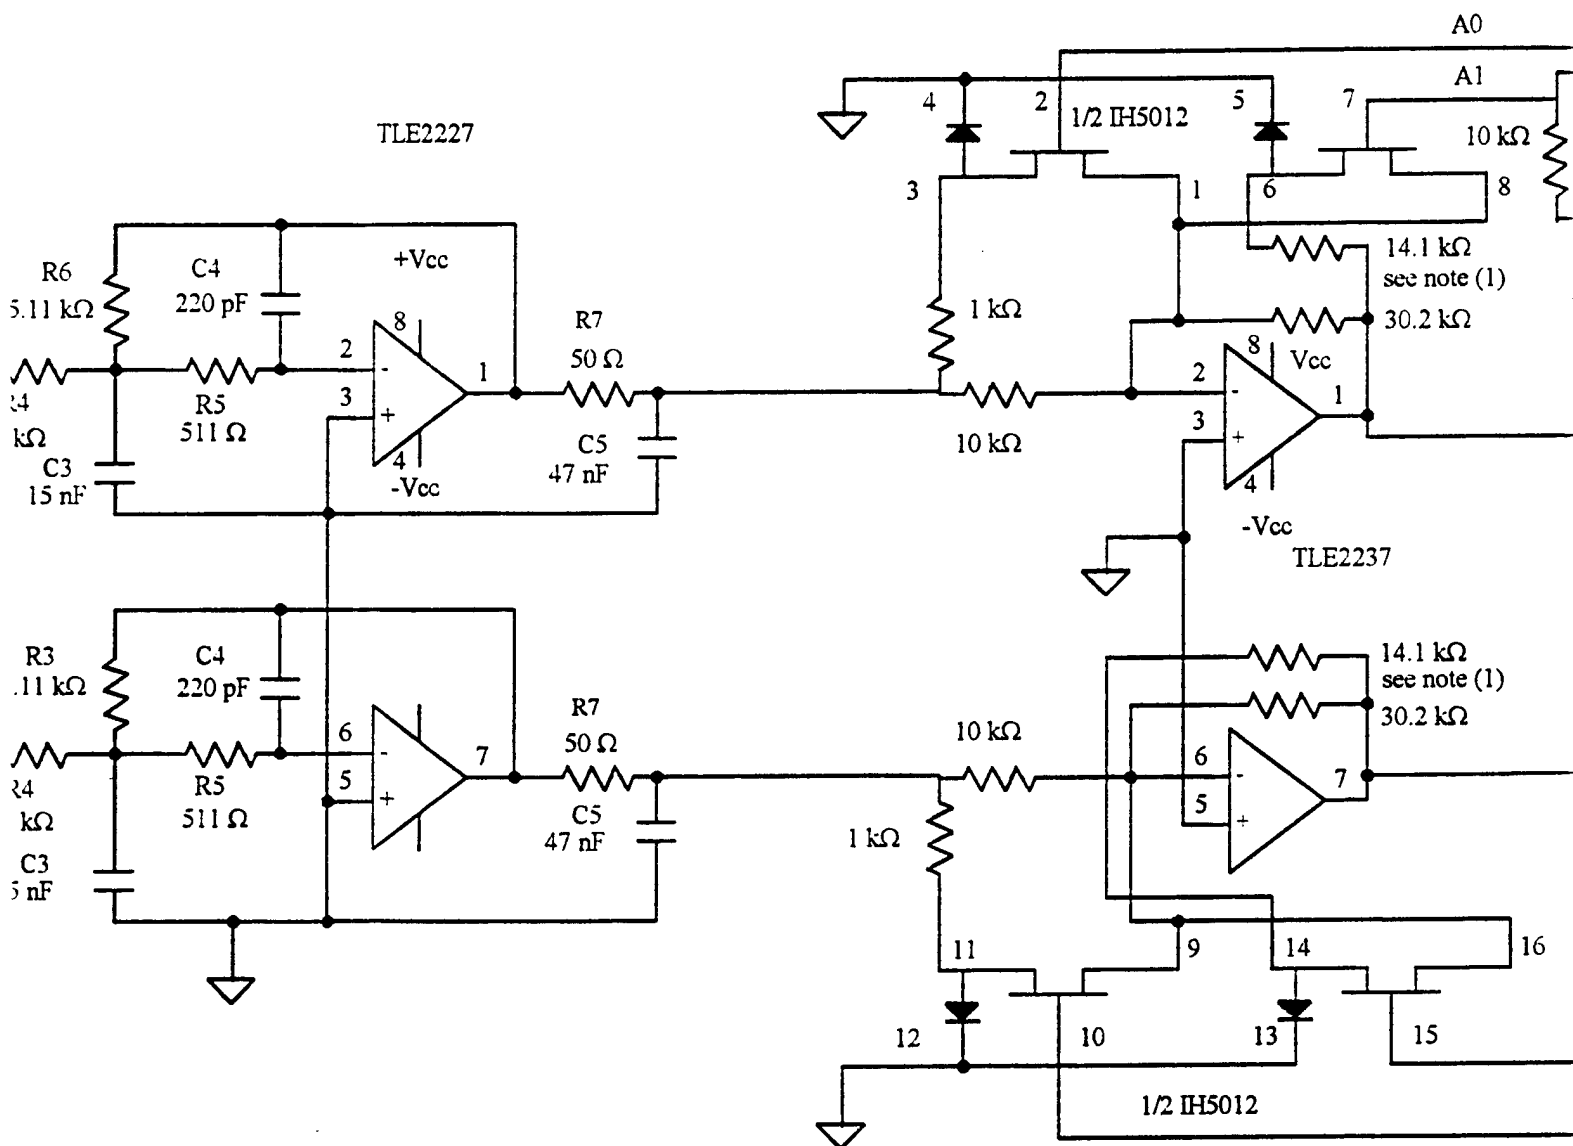 A0
A1
4
2
5
7
1/2 IH5012
10 kΩ
TLE2227
3
1
6
8
14.1 kΩ
see note (1)
30.2 kΩ
R6
5.11 kΩ
C4
220 pF
+Vcc
8
R7
50 Ω
1 kΩ
2
-
1
3
+
R5
511 Ω
kΩ
C3
15 nF
4
-Vcc
C5
47 nF
10 kΩ
8
Vcc
2
-
1
3
+
4
-Vcc
TLE2237
R3
.11 kΩ
C4
220 pF
R7
50 Ω
6
-
7
5
+
R5
511 Ω
kΩ
C3
5 nF
C5
47 nF
10 kΩ
1 kΩ
14.1 kΩ
see note (1)
30.2 kΩ
6
-
7
5
+
11
9
14
16
12
10
13
15
1/2 IH5012